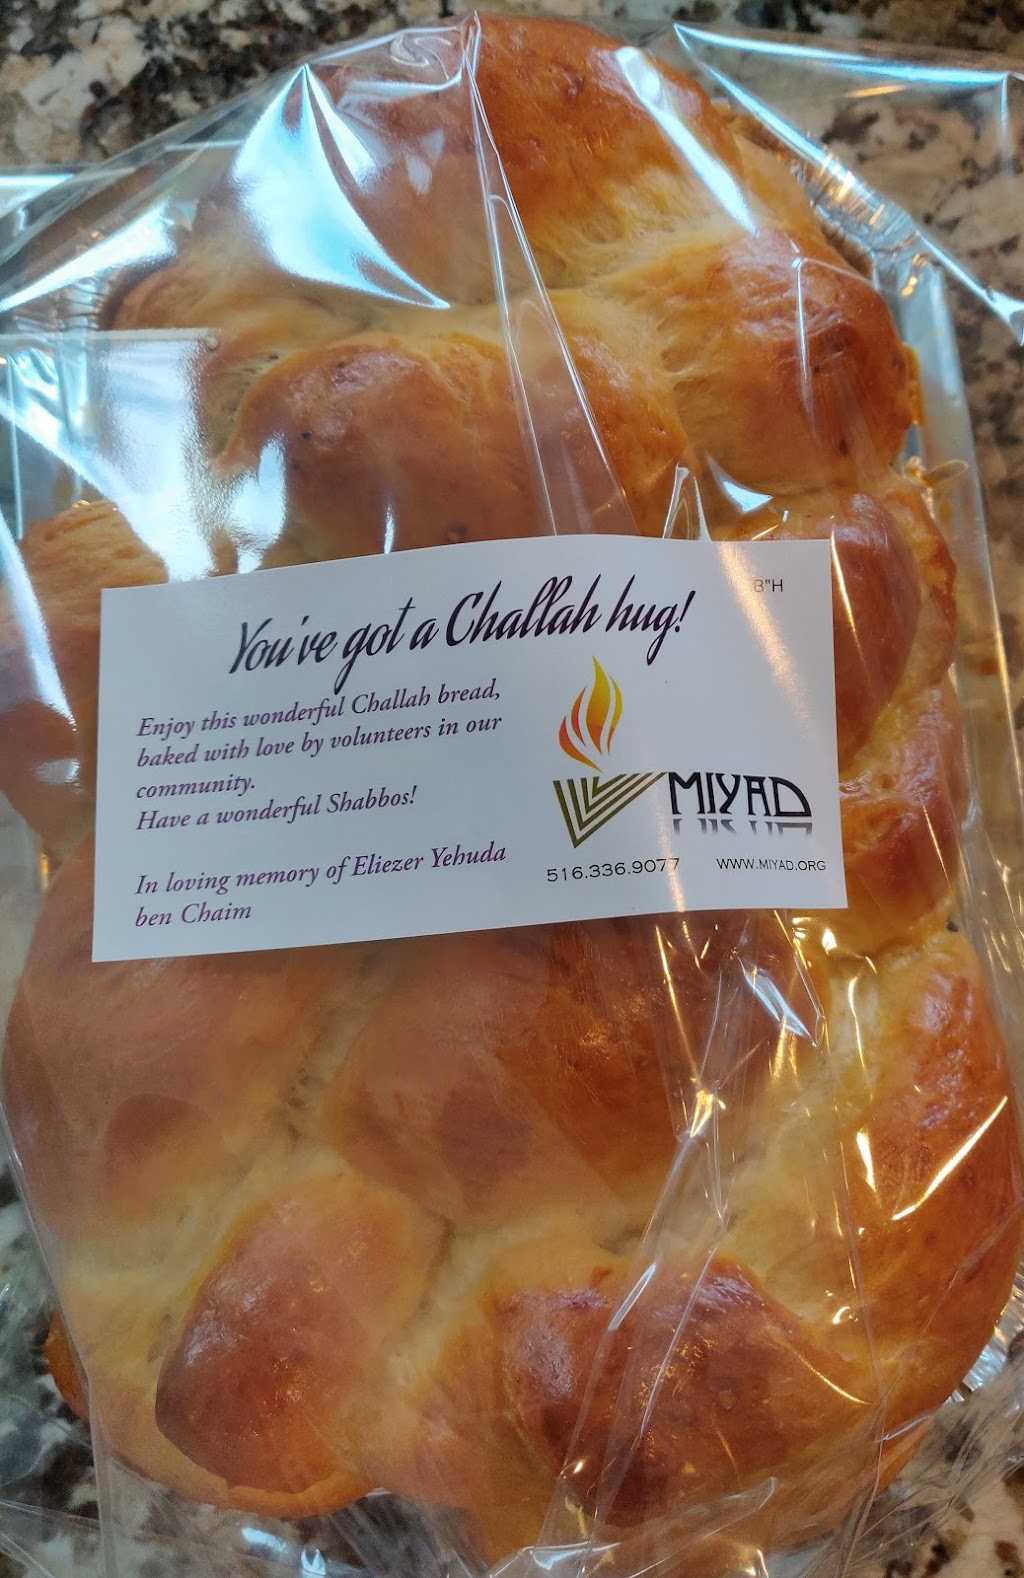 B"H
You've got a Challah hug!
Enjoy this wonderful Challah bread,
baked with love by volunteers in our
community.
Have a wonderful Shabbos!
In loving memory of Eliezer Yehuda
ben Chaim
MIYAD
516.336.9077 WWW.MIYAD.ORG